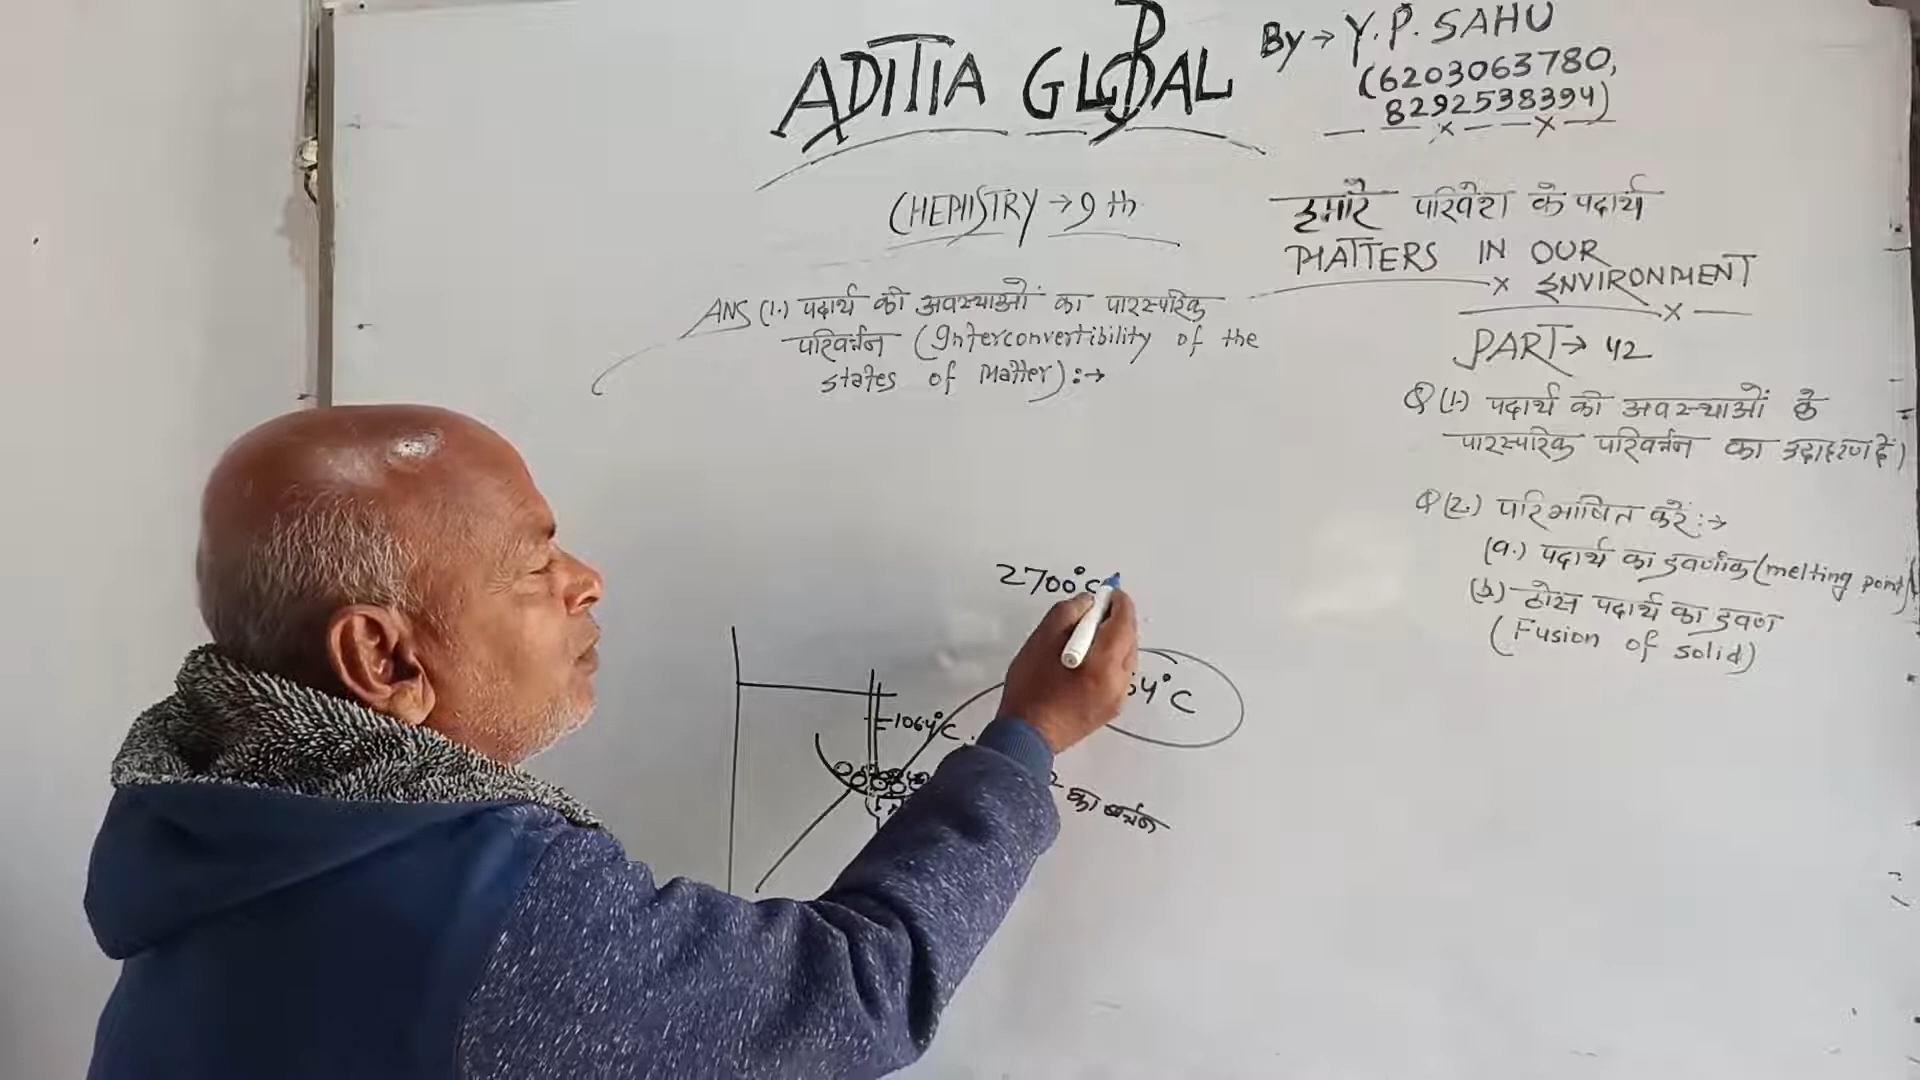 ADITIA GLOBAL
By → Y. P. SAHU
(6203063780,
8292538394)
CHEMISTRY → 9 th
हमारे परिवेश के पदार्थ
MATTERS IN OUR
ENVIRONMENT
PART → 42
ANS (1.) पदार्थ की अवस्थाओं का पारस्परिक
परिवर्त्तन (Interconvertibility of the
states of Matter) :→
Q (1.) पदार्थ की अवस्थाओं के
पारस्परिक परिवर्त्तन का उदाहरण दें।
Q (2.) परिभाषित करें :→
(a.) पदार्थ का द्रवणांक (melting point)
(b.) ठोस पदार्थ का द्रवण
(Fusion of solid)
2700°C
64°C
1064°C
का